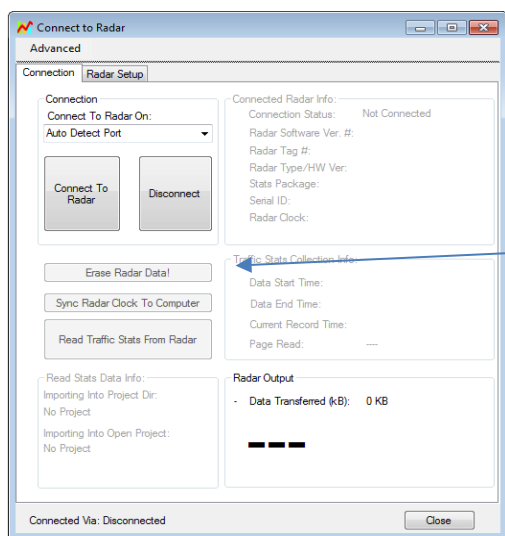 Connect to Radar
Advanced
Connection
Radar Setup
Connection
Connect To Radar On:
Auto Detect Port
Connect To
Radar
Disconnect
Erase Radar Data!
Sync Radar Clock To Computer
Read Traffic Stats From Radar
Read Stats Data Info:
Importing Into Project Dir:
No Project
Importing Into Open Project:
No Project
Connected Radar Info:
Connection Status: Not Connected
Radar Software Ver. #:
Radar Tag #:
Radar Type/HW Ver:
Stats Package:
Serial ID:
Radar Clock:
Traffic Stats Collection Info:
Data Start Time:
Data End Time:
Current Record Time:
Page Read: ----
Radar Output
- Data Transferred (kB): 0 KB
---
Connected Via: Disconnected
Close